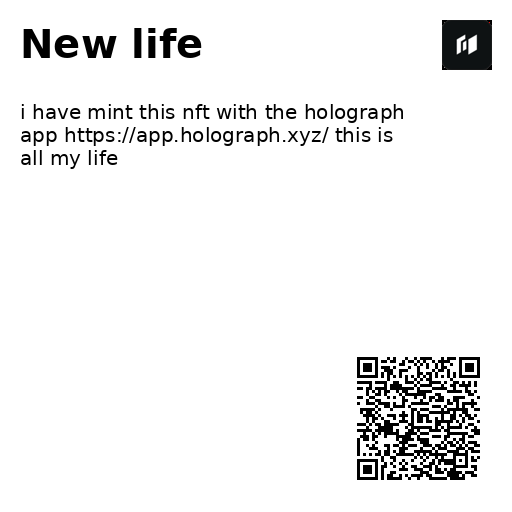 New life
i have mint this nft with the holograph
app https://app.holograph.xyz/ this is
all my life